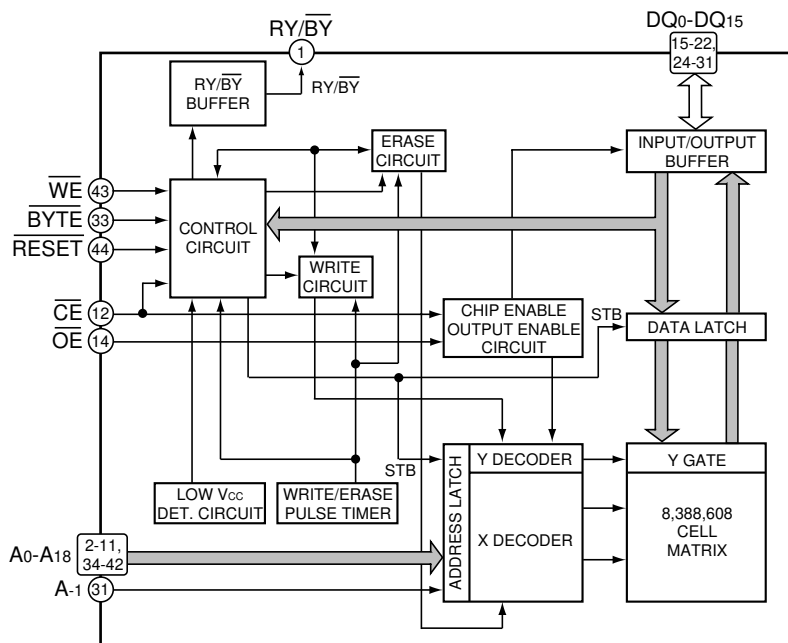 RY/BY
1
DQ0-DQ15
15-22,
24-31
RY/BY
BUFFER
RY/BY
ERASE
CIRCUIT
INPUT/OUTPUT
BUFFER
WE
43
BYTE
33
RESET
44
CONTROL
CIRCUIT
WRITE
CIRCUIT
CE
12
OE
14
CHIP ENABLE
OUTPUT ENABLE
CIRCUIT
STB
DATA LATCH
STB
ADDRESS LATCH
Y DECODER
Y GATE
LOW VCC
DET. CIRCUIT
WRITE/ERASE
PULSE TIMER
X DECODER
8,388,608
CELL
MATRIX
A0-A18
2-11,
34-42
A-1
31